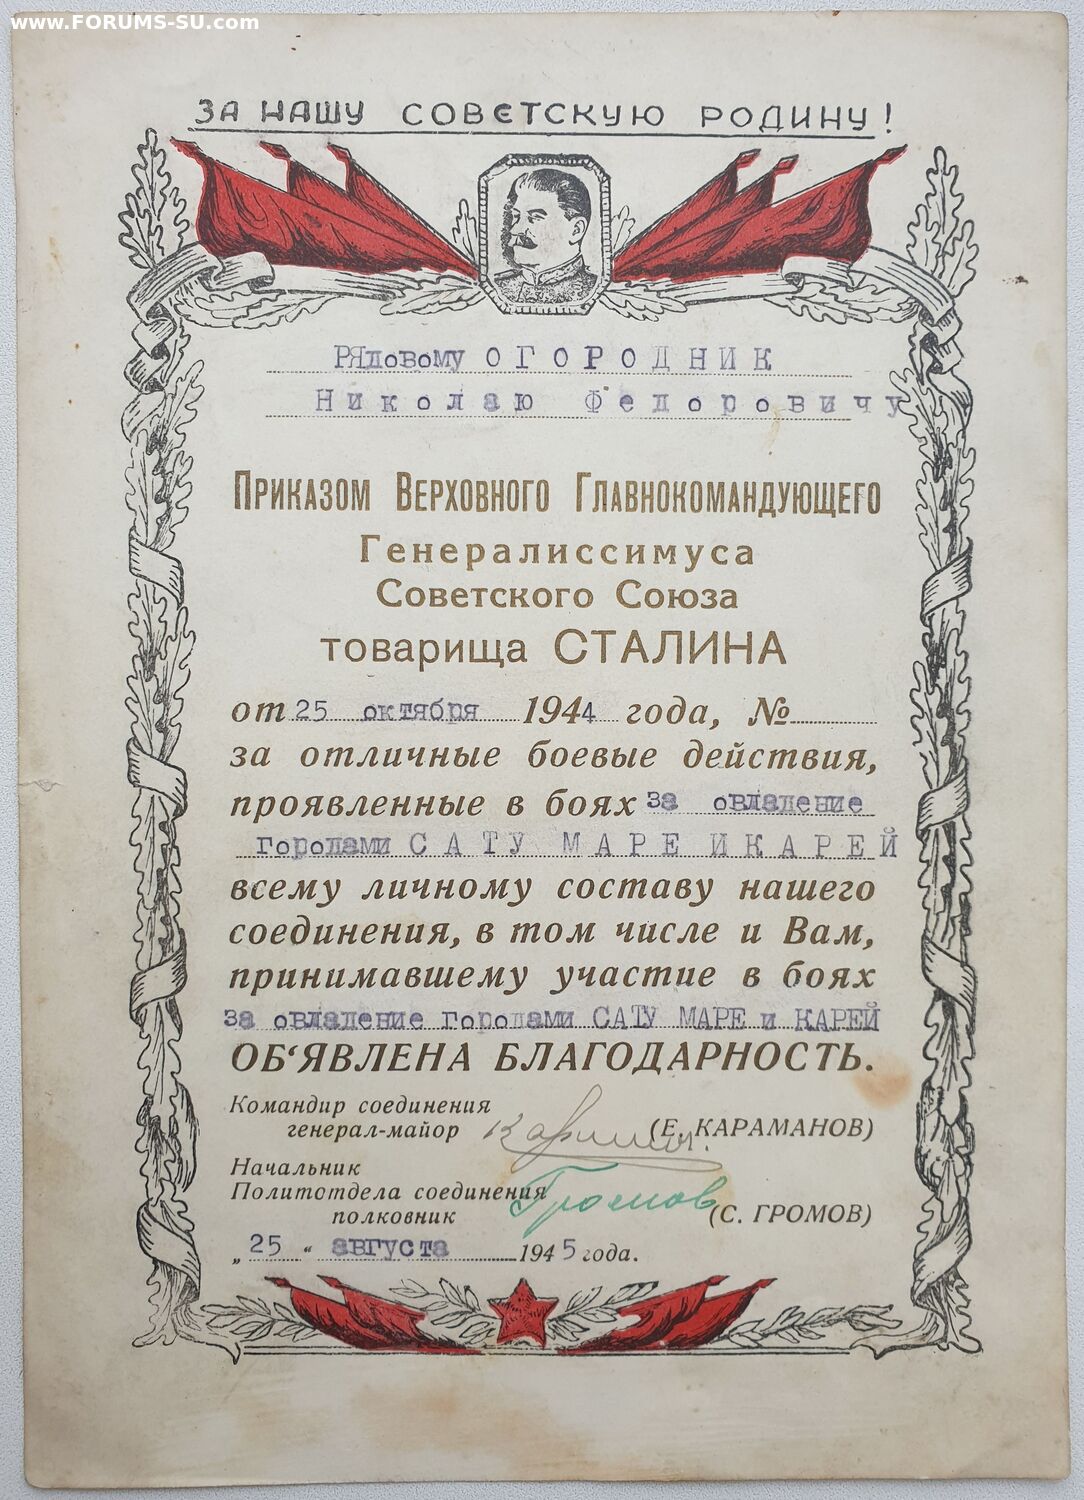 www.FORUMS-SU.com
ЗА НАШУ СОВЕТСКУЮ РОДИНУ!
Рядовому ОГОРОДНИК
Николаю Федоровичу
ПРИКАЗОМ ВЕРХОВНОГО ГЛАВНОКОМАНДУЮЩЕГО
Генералиссимуса
Советского Союза
товарища СТАЛИНА
от 25 октября 1944 года, №
за отличные боевые действия,
проявленные в боях за овладение
городами САТУ МАРЕ И КАРЕЙ
всему личному составу нашего
соединения, в том числе и Вам,
принимавшему участие в боях
за овладение городами САТУ МАРЕ и КАРЕЙ
ОБ‘ЯВЛЕНА БЛАГОДАРНОСТЬ.
Командир соединения
генерал-майор (Е. КАРАМАНОВ)
Начальник
Политотдела соединения
Громов
полковник (С. ГРОМОВ)
„25“ августа 1945 года.